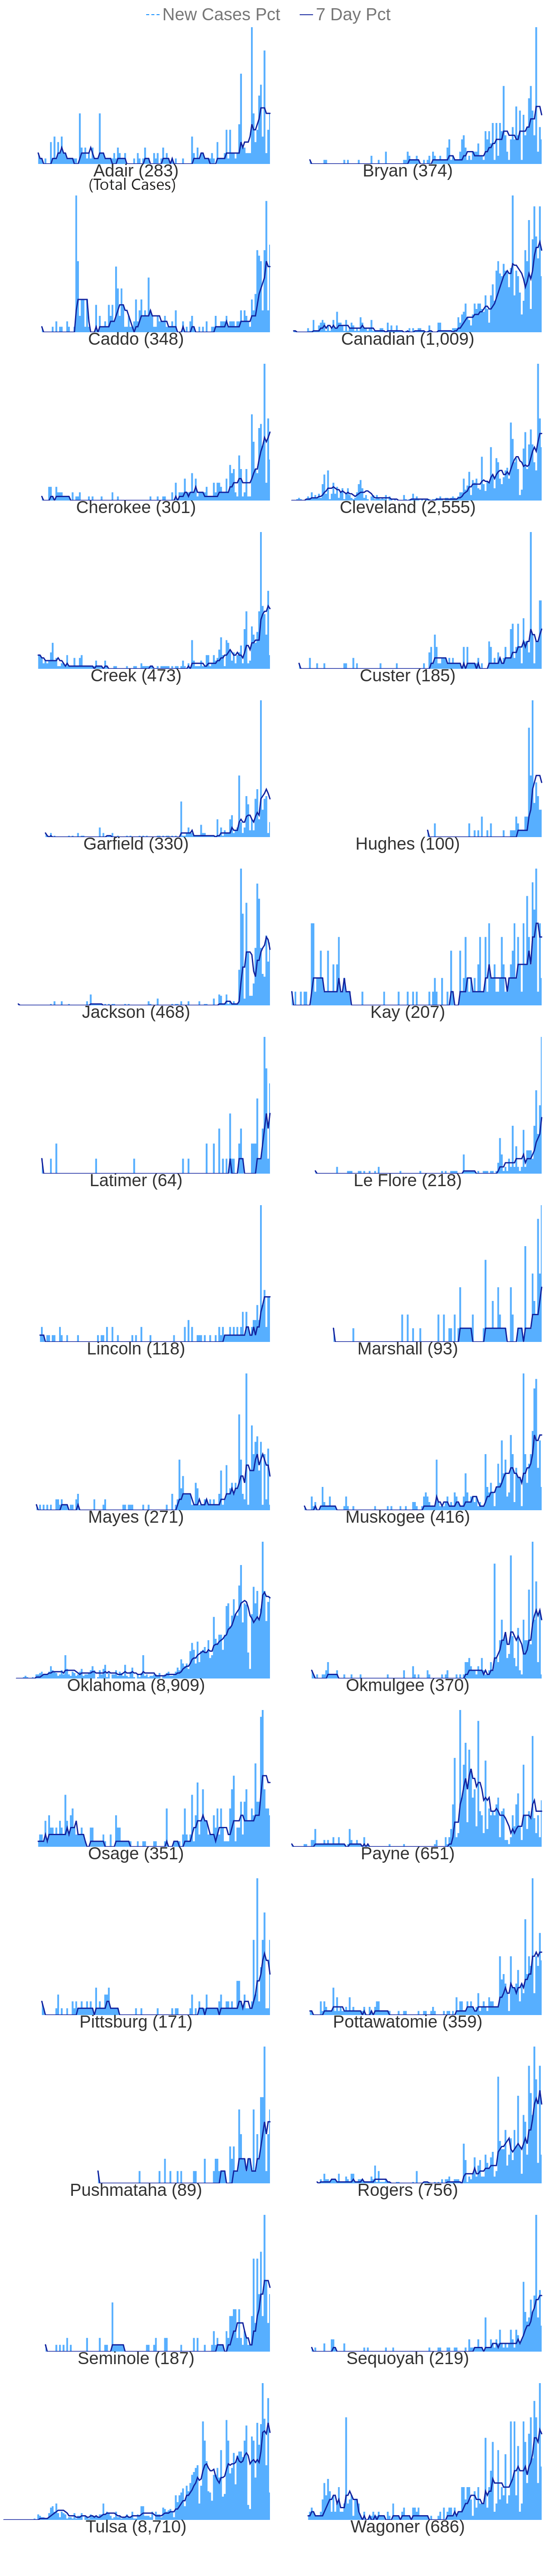 New Cases Pct 7 Day Pct
Adair (283) Bryan (374)
(Total Cases)
Caddo (348) Canadian (1,009)
Cherokee (301) Cleveland (2,555)
Creek (473) Custer (185)
Garfield (330) Hughes (100)
Jackson (468) Kay (207)
Latimer (64) Le Flore (218)
Lincoln (118) Marshall (93)
Mayes (271) Muskogee (416)
Oklahoma (8,909) Okmulgee (370)
Osage (351) Payne (651)
Pittsburg (171) Pottawatomie (359)
Pushmataha (89) Rogers (756)
Seminole (187) Sequoyah (219)
Tulsa (8,710) Wagoner (686)